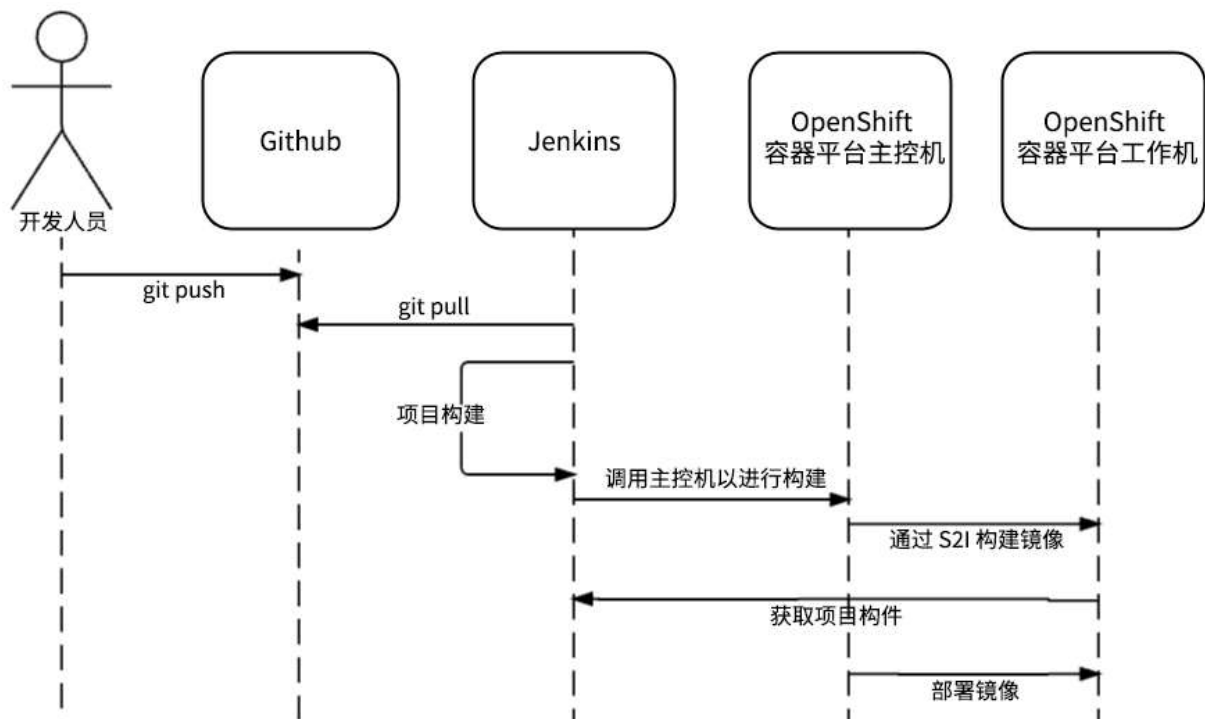 开发人员
Github
Jenkins
OpenShift
容器平台主控机
OpenShift
容器平台工作机
git push
git pull
项目构建
调用主控机以进行构建
通过 S2I 构建镜像
获取项目构件
部署镜像